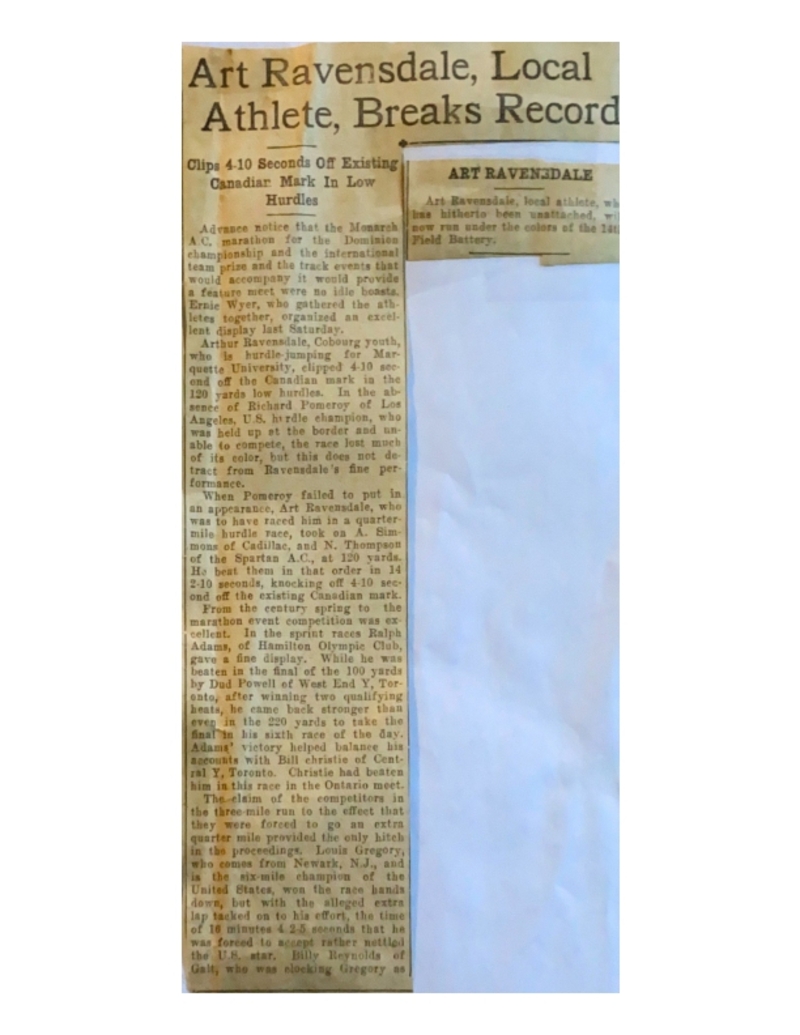 Art Ravensdale, Local
Athlete, Breaks Record
Clips 4-10 Seconds Off Existing
Canadian Mark In Low
Hurdles
Advance notice that the Monarch
A.C. marathon for the Dominion
championship and the international
team prize and the track events that
would accompany it would provide
a feature meet were no idle boasts.
Ernie Wyer, who gathered the ath-
letes together, organized an excel-
lent display last Saturday.
Arthur Ravensdale, Cobourg youth,
who is hurdle-jumping for Mar-
quette University, clipped 4-10 sec-
ond off the Canadian mark in the
120 yards low hurdles. In the ab-
sence of Richard Pomeroy of Los
Angeles, U.S. hurdle champion, who
was held up at the border and un-
able to compete, the race lost much
of its color, but this does not de-
tract from Ravensdale's fine per-
formance.
When Pomeroy failed to put in
an appearance, Art Ravensdale, who
was to have raced him in a quarter-
mile hurdle race, took on A. Sim-
mons of Cadillac, and N. Thompson
of the Spartan A.C., at 120 yards.
He beat them in that order in 14
2-10 seconds, knocking off 4-10 sec-
ond off the existing Canadian mark.
From the century spring to the
marathon event competition was ex-
cellent. In the sprint races Ralph
Adams, of Hamilton Olympic Club,
gave a fine display. While he was
beaten in the final of the 100 yards
by Dud Powell of West End Y, Tor-
onto, after winning two qualifying
heats, he came back stronger than
even in the 220 yards to take the
final in his sixth race of the day.
Adams' victory helped balance his
accounts with Bill christie of Cent-
ral Y, Toronto. Christie had beaten
him in this race in the Ontario meet.
The claim of the competitors in
the three-mile run to the effect that
they were forced to go an extra
quarter mile provided the only hitch
in the proceedings. Louis Gregory,
who comes from Newark, N.J., and
is the six-mile champion of the
United States, won the race hands
down, but with the alleged extra
lap tacked on to his effort, the time
of 16 minutes 4 2-5 seconds that he
was forced to accept rather nettled
the U.S. star. Billy Reynolds of
Galt, who was clocking Gregory as
ART RAVENSDALE
Art Ravensdale, local athlete, wh
has hitherto been unattached, w
now run under the colors of the 14t
Field Battery.